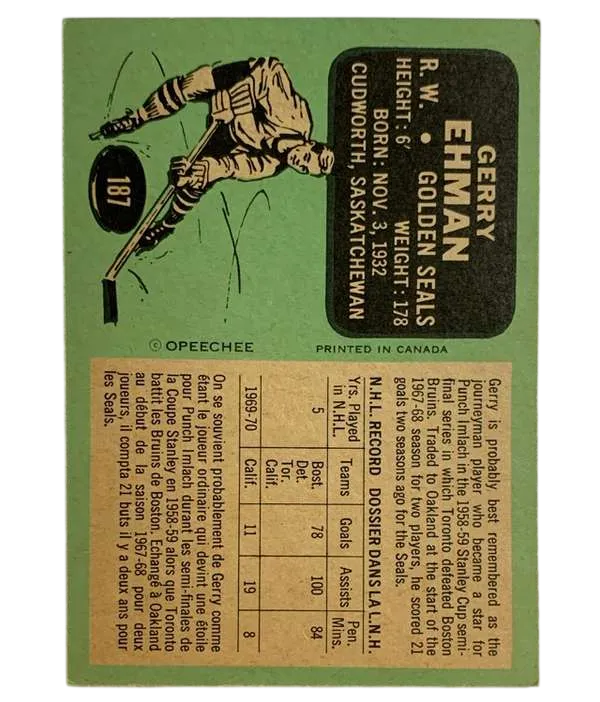 GERRY
EHMAN
R. W. • GOLDEN SEALS
HEIGHT: 6' WEIGHT: 178
BORN: NOV. 3, 1932
CUDWORTH, SASKATCHEWAN
187
© OPEECHEE
PRINTED IN CANADA
Gerry is probably best remembered as the
journeyman player who became a star for
Punch Imlach in the 1958-59 Stanley Cup semi-
final series in which Toronto defeated Boston
Bruins. Traded to Oakland at the start of the
1967-68 season for two players, he scored 21
goals two seasons ago for the Seals.
N.H.L. RECORD DOSSIER DANS LA L.N.H.
Yrs. Played Teams Goals Assists Pen.
in N.H.L. Mins.
5 Bost. 78 100 84
Det.
Tor.
Calif.
1969-70 Calif. 11 19 8
On se souvient probablement de Gerry comme
étant le joueur ordinaire qui devint une étoile
pour Punch Imlach durant les semi-finales de
la Coupe Stanley en 1958-59 alors que Toronto
battit les Bruins de Boston. Echangé à Oakland
au début de la saison 1967-68 pour deux
joueurs, il compta 21 buts il y a deux ans pour
les Seals.